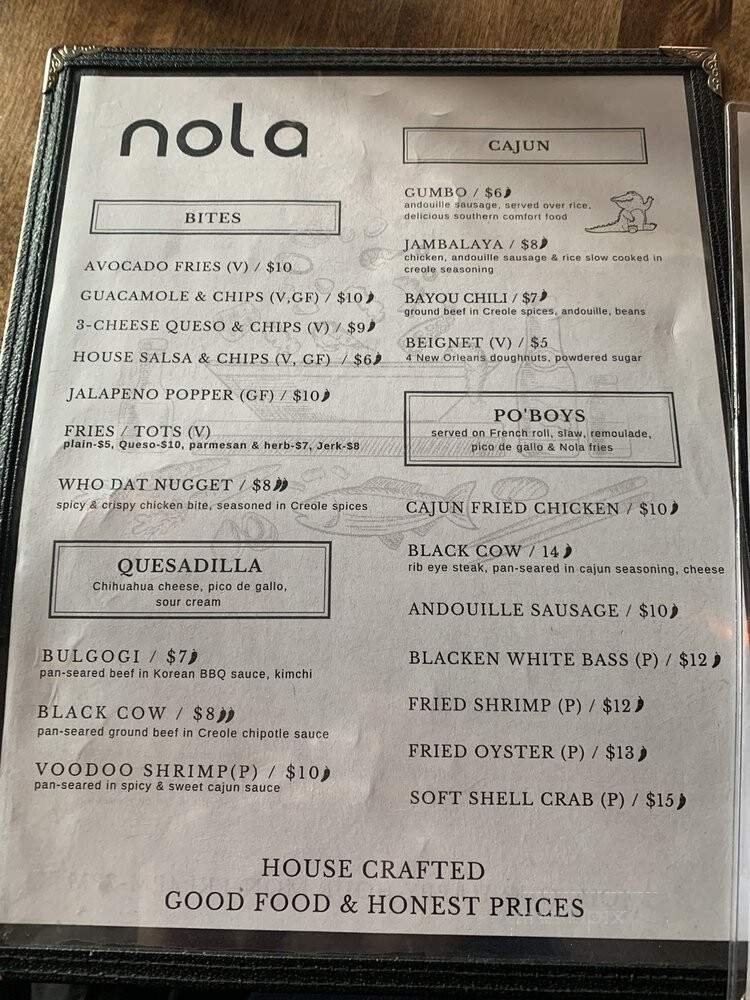 nola
BITES
AVOCADO FRIES (V) / $10
GUACAMOLE & CHIPS (V,GF) / $10
3-CHEESE QUESO & CHIPS (V) / $9
HOUSE SALSA & CHIPS (V, GF) / $6
JALAPENO POPPER (GF) / $10
FRIES / TOTS (V)
plain-$5, Queso-$10, parmesan & herb-$7, Jerk-$8
WHO DAT NUGGET / $8
spicy & crispy chicken bite, seasoned in Creole spices
QUESADILLA
Chihuahua cheese, pico de gallo,
sour cream
BULGOGI / $7
pan-seared beef in Korean BBQ sauce, kimchi
BLACK COW / $8
pan-seared ground beef in Creole chipotle sauce
VOODOO SHRIMP(P) / $10
pan-seared in spicy & sweet cajun sauce
CAJUN
GUMBO / $6
andouille sausage, served over rice,
delicious southern comfort food
JAMBALAYA / $8
chicken, andouille sausage & rice slow cooked in
creole seasoning
BAYOU CHILI / $7
ground beef in Creole spices, andouille, beans
BEIGNET (V) / $5
4 New Orleans doughnuts, powdered sugar
PO'BOYS
served on French roll, slaw, remoulade,
pico de gallo & Nola fries
CAJUN FRIED CHICKEN / $10
BLACK COW / 14
rib eye steak, pan-seared in cajun seasoning, cheese
ANDOUILLE SAUSAGE / $10
BLACKEN WHITE BASS (P) / $12
FRIED SHRIMP (P) / $12
FRIED OYSTER (P) / $13
SOFT SHELL CRAB (P) / $15
HOUSE CRAFTED
GOOD FOOD & HONEST PRICES